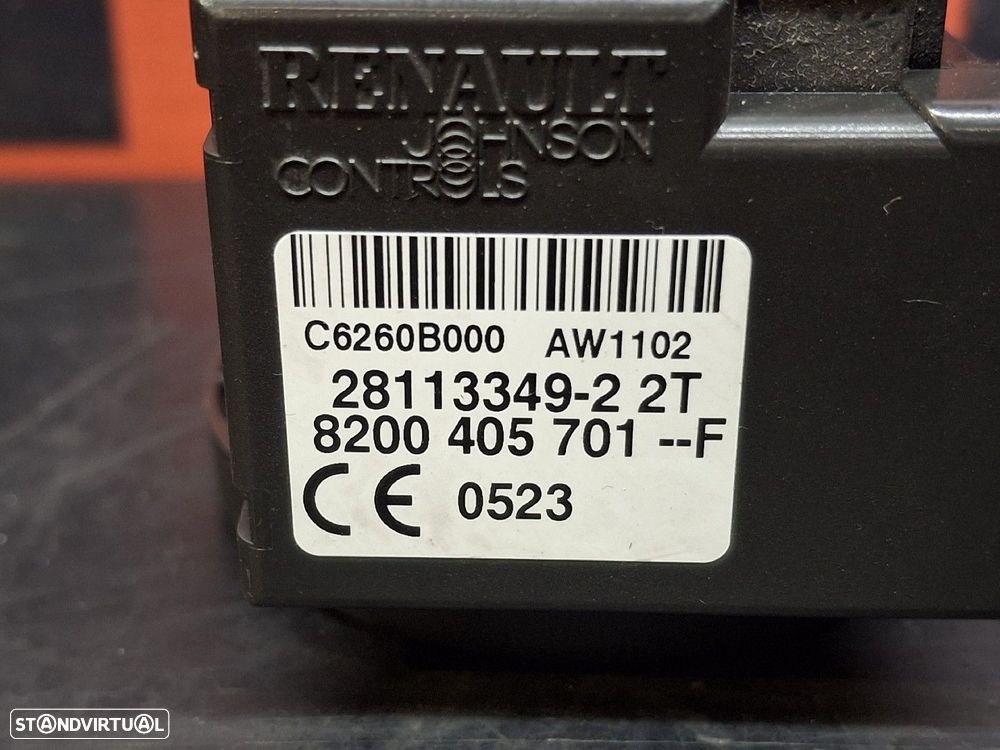 RENAULT
JOHNSON
CONTROLS
C6260B000 AW1102
28113349-2 2T
8200 405 701 --F
CE 0523
STANDVIRTUAL